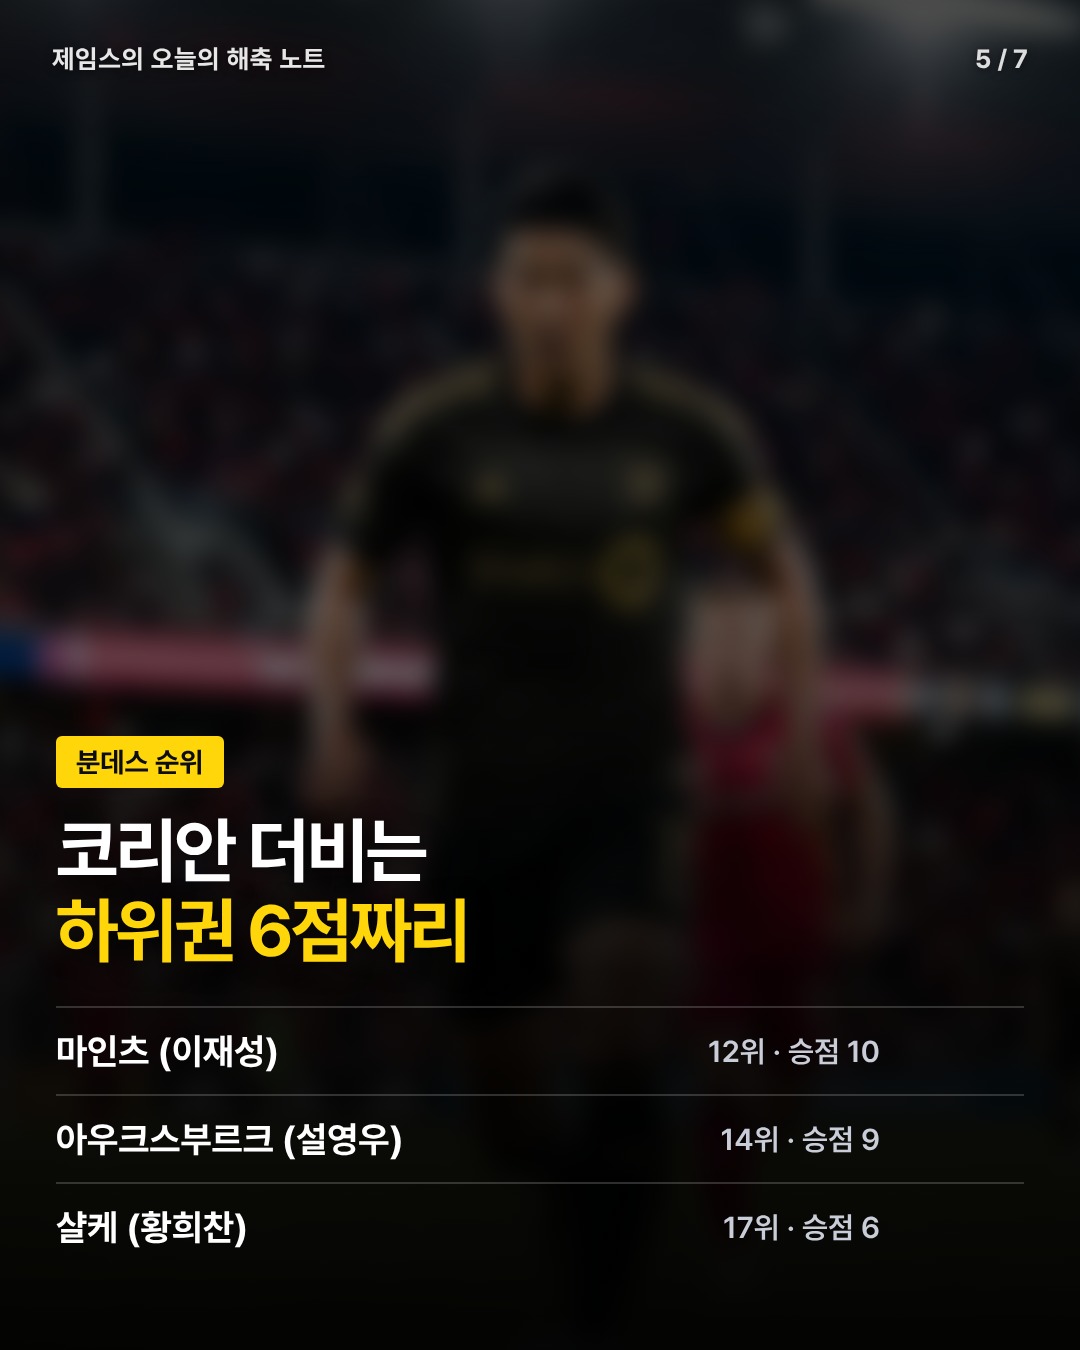 제임스의 오늘의 해축 노트
5 / 7
분데스 순위
코리안 더비는
하위권 6점짜리
마인츠 (이재성) 12위 · 승점 10
아우크스부르크 (설영우) 14위 · 승점 9
샬케 (황희찬) 17위 · 승점 6